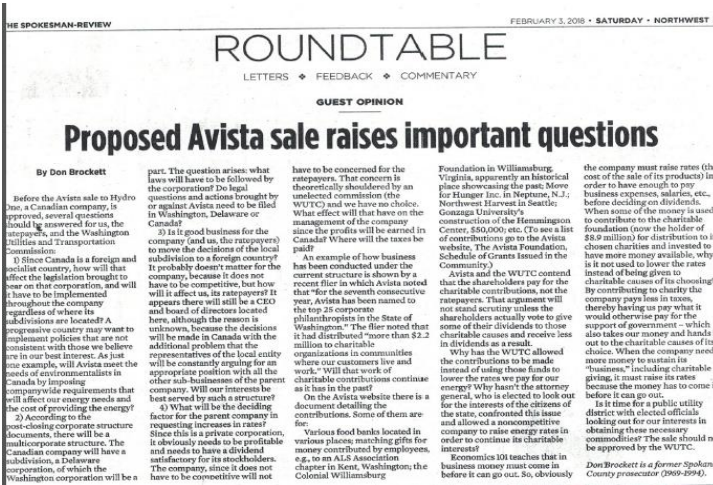 THE SPOKESMAN-REVIEW
FEBRUARY 3, 2018 • SATURDAY • NORTHWEST
ROUNDTABLE
LETTERS ❖ FEEDBACK ❖ COMMENTARY
GUEST OPINION
Proposed Avista sale raises important questions
By Don Brockett
Before the Avista sale to Hydro
One, a Canadian company, is
approved, several questions
should be answered for us, the
ratepayers, and the Washington
Utilities and Transportation
Commission:
1) Since Canada is a foreign and
socialist country, how will that
affect the legislation brought to
bear on that corporation, and will
it have to be implemented
throughout the company
regardless of where its
subdivisions are located? A
progressive country may want to
implement policies that are not
consistent with those we believe
are in our best interest. As just
one example, will Avista meet the
needs of environmentalists in
Canada by imposing
companywide requirements that
will affect our energy needs and
the cost of providing the energy?
2) According to the
post-closing corporate structure
documents, there will be a
multicorporate structure. The
Canadian company will have a
subdivision, a Delaware
corporation, of which the
Washington corporation will be a
part. The question arises: what
laws will have to be followed by
the corporation? Do legal
questions and actions brought by
or against Avista need to be filed
in Washington, Delaware or
Canada?
3) Is it good business for the
company (and us, the ratepayers)
to move the decisions of the local
subdivision to a foreign country?
It probably doesn't matter for the
company, because it does not
have to be competitive, but how
will it affect us, its ratepayers? It
appears there will still be a CEO
and board of directors located
here, although the reason is
unknown, because the decisions
will be made in Canada with the
additional problem that the
representatives of the local entity
will be constantly arguing for an
appropriate position with all the
other sub-businesses of the parent
company. Will our interests be
best served by such a structure?
4) What will be the deciding
factor for the parent company in
requesting increases in rates?
Since this is a private corporation,
it obviously needs to be profitable
and needs to have a dividend
satisfactory for its stockholders.
The company, since it does not
have to be competitive will not
have to be concerned for the
ratepayers. That concern is
theoretically shouldered by an
unelected commission (the
WUTC) and we have no choice.
What effect will that have on the
management of the company
since the profits will be earned in
Canada? Where will the taxes be
paid?
An example of how business
has been conducted under the
current structure is shown by a
recent flier in which Avista noted
that "for the seventh consecutive
year, Avista has been named to
the top 25 corporate
philanthropists in the State of
Washington." The flier noted that
it had distributed "more than $2.2
million to charitable
organizations in communities
where our customers live and
work." Will that work of
charitable contributions continue
as it has in the past?
On the Avista website there is a
document detailing the
contributions. Some of them are
for:
Various food banks located in
various places; matching gifts for
money contributed by employees,
e.g., to an ALS Association
chapter in Kent, Washington; the
Colonial Williamsburg
Foundation in Williamsburg,
Virginia, apparently an historical
place showcasing the past; Move
for Hunger Inc. in Neptune, N.J.;
Northwest Harvest in Seattle;
Gonzaga University's
construction of the Hemmingson
Center, $50,000; etc. (To see a list
of contributions go to the Avista
website, The Avista Foundation,
Schedule of Grants Issued in the
Community.)
Avista and the WUTC contend
that the shareholders pay for the
charitable contributions, not the
ratepayers. That argument will
not stand scrutiny unless the
shareholders actually vote to give
some of their dividends to those
charitable causes and receive less
in dividends as a result.
Why has the WUTC allowed
the contributions to be made
instead of using those funds to
lower the rates we pay for our
energy? Why hasn't the attorney
general, who is elected to look out
for the interests of the citizens of
the state, confronted this issue
and allowed a noncompetitive
company to raise energy rates in
order to continue its charitable
interests?
Economics 101 teaches that in
business money must come in
before it can go out. So, obviously
the company must raise rates (th
cost of the sale of its products) in
order to have enough to pay
business expenses, salaries, etc.,
before deciding on dividends.
When some of the money is used
to contribute to the charitable
foundation (now the holder of
$8.9 million) for distribution to i
chosen charities and invested to
have more money available, why
is it not used to lower the rates
instead of being given to
charitable causes of its choosing
By contributing to charity the
company pays less in taxes,
thereby having us pay what it
would otherwise pay for the
support of government – which
also takes our money and hands
out to the charitable causes of its
choice. When the company need
more money to sustain its
"business," including charitable
giving, it must raise its rates
because the money has to come i
before it can go out.
Is it time for a public utility
district with elected officials
looking out for our interests in
obtaining these necessary
commodities? The sale should n
be approved by the WUTC.
Don Brockett is a former Spokan
County prosecutor (1969-1994).